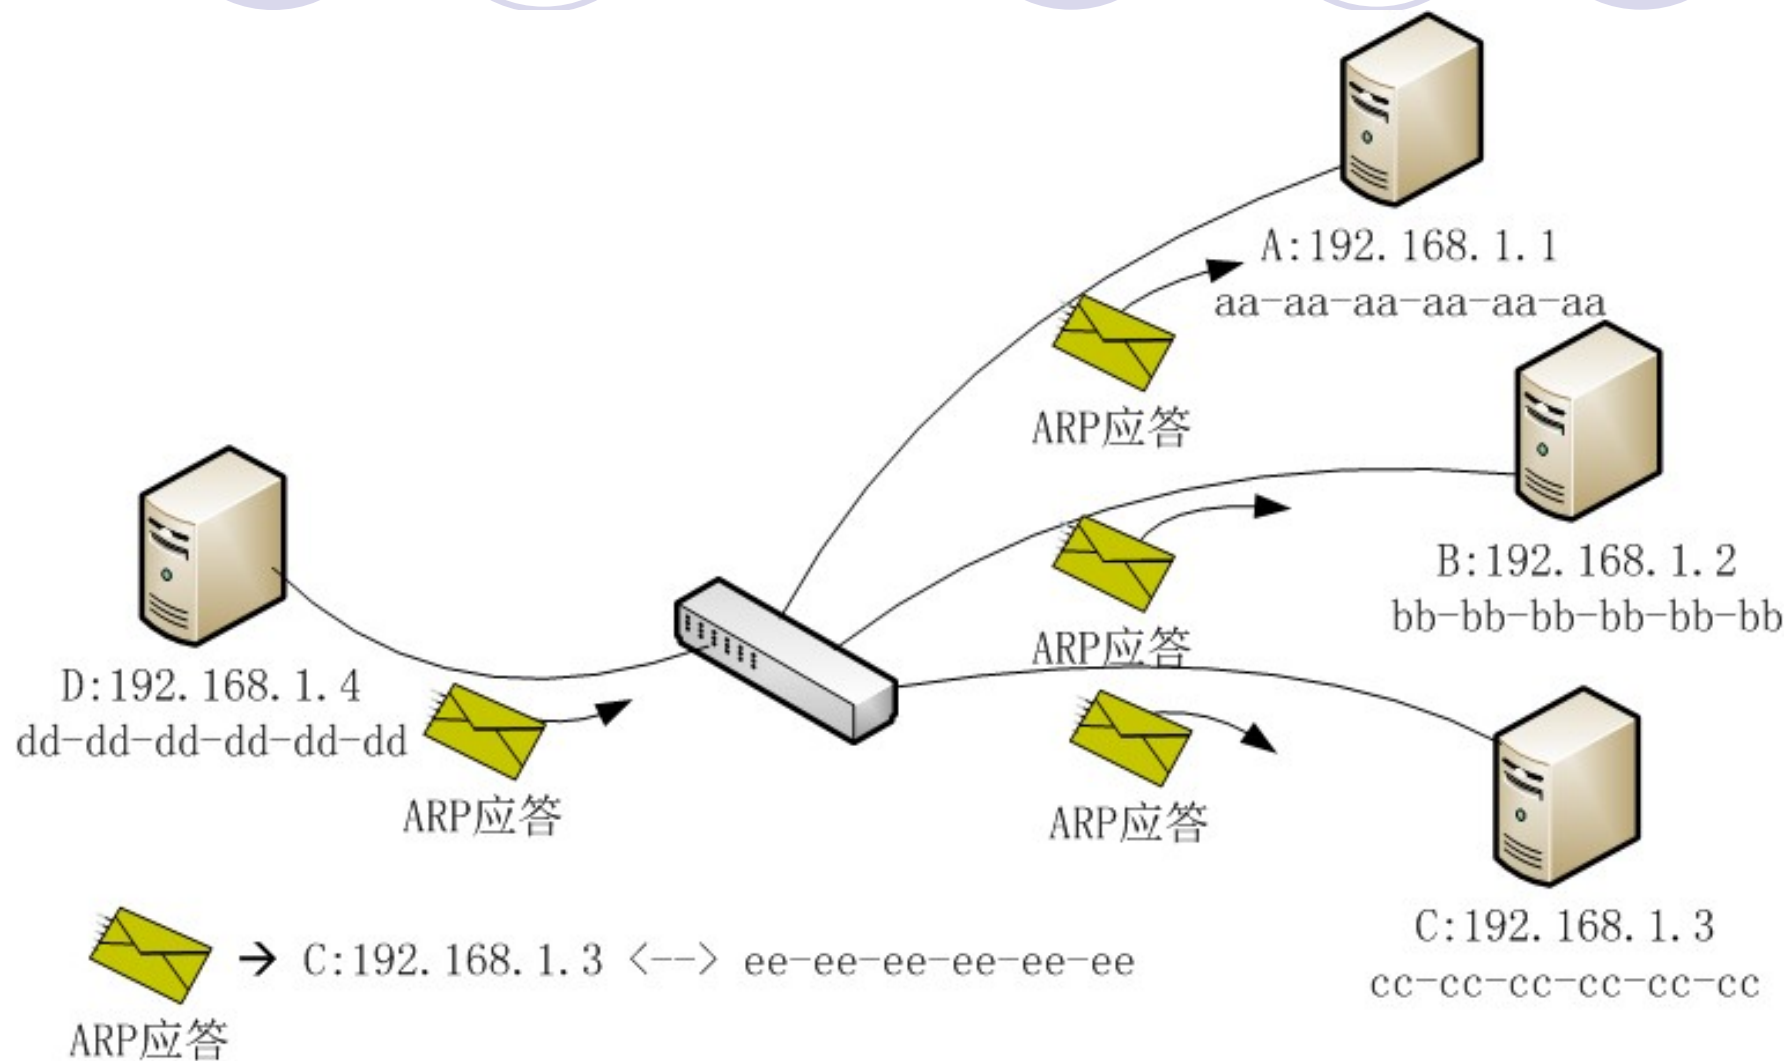 A:192.168.1.1
aa-aa-aa-aa-aa-aa
ARP应答
B:192.168.1.2
bb-bb-bb-bb-bb-bb
ARP应答
D:192.168.1.4
dd-dd-dd-dd-dd-dd
ARP应答
ARP应答
C:192.168.1.3
cc-cc-cc-cc-cc-cc
→ C:192.168.1.3 <--> ee-ee-ee-ee-ee-ee
ARP应答